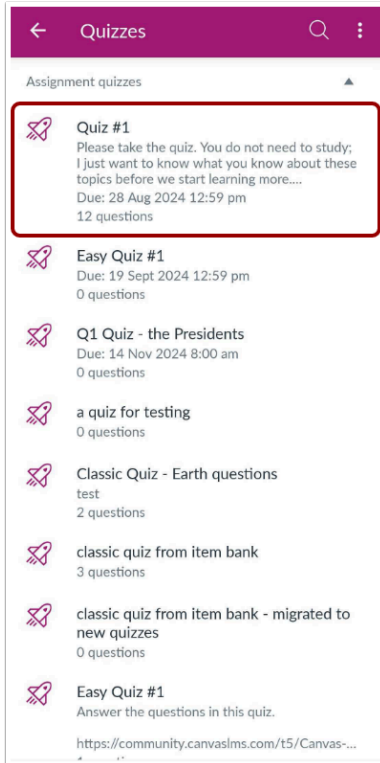 Quizzes
Assignment quizzes
Quiz #1
Please take the quiz. You do not need to study;
I just want to know what you know about these
topics before we start learning more....
Due: 28 Aug 2024 12:59 pm
12 questions
Easy Quiz #1
Due: 19 Sept 2024 12:59 pm
0 questions
Q1 Quiz - the Presidents
Due: 14 Nov 2024 8:00 am
0 questions
a quiz for testing
0 questions
Classic Quiz - Earth questions
test
2 questions
classic quiz from item bank
3 questions
classic quiz from item bank - migrated to
new quizzes
0 questions
Easy Quiz #1
Answer the questions in this quiz.
https://community.canvaslms.com/t5/Canvas-...